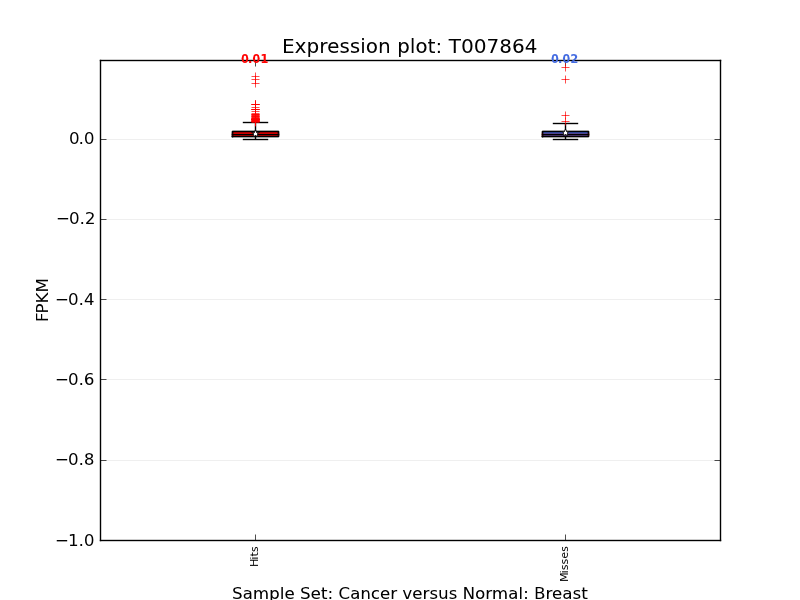 Expression plot: T007864
0.01
0.02
0.0
−0.2
−0.4
−0.6
−0.8
−1.0
FPKM
Hits
Misses
Sample Set: Cancer versus Normal: Breast